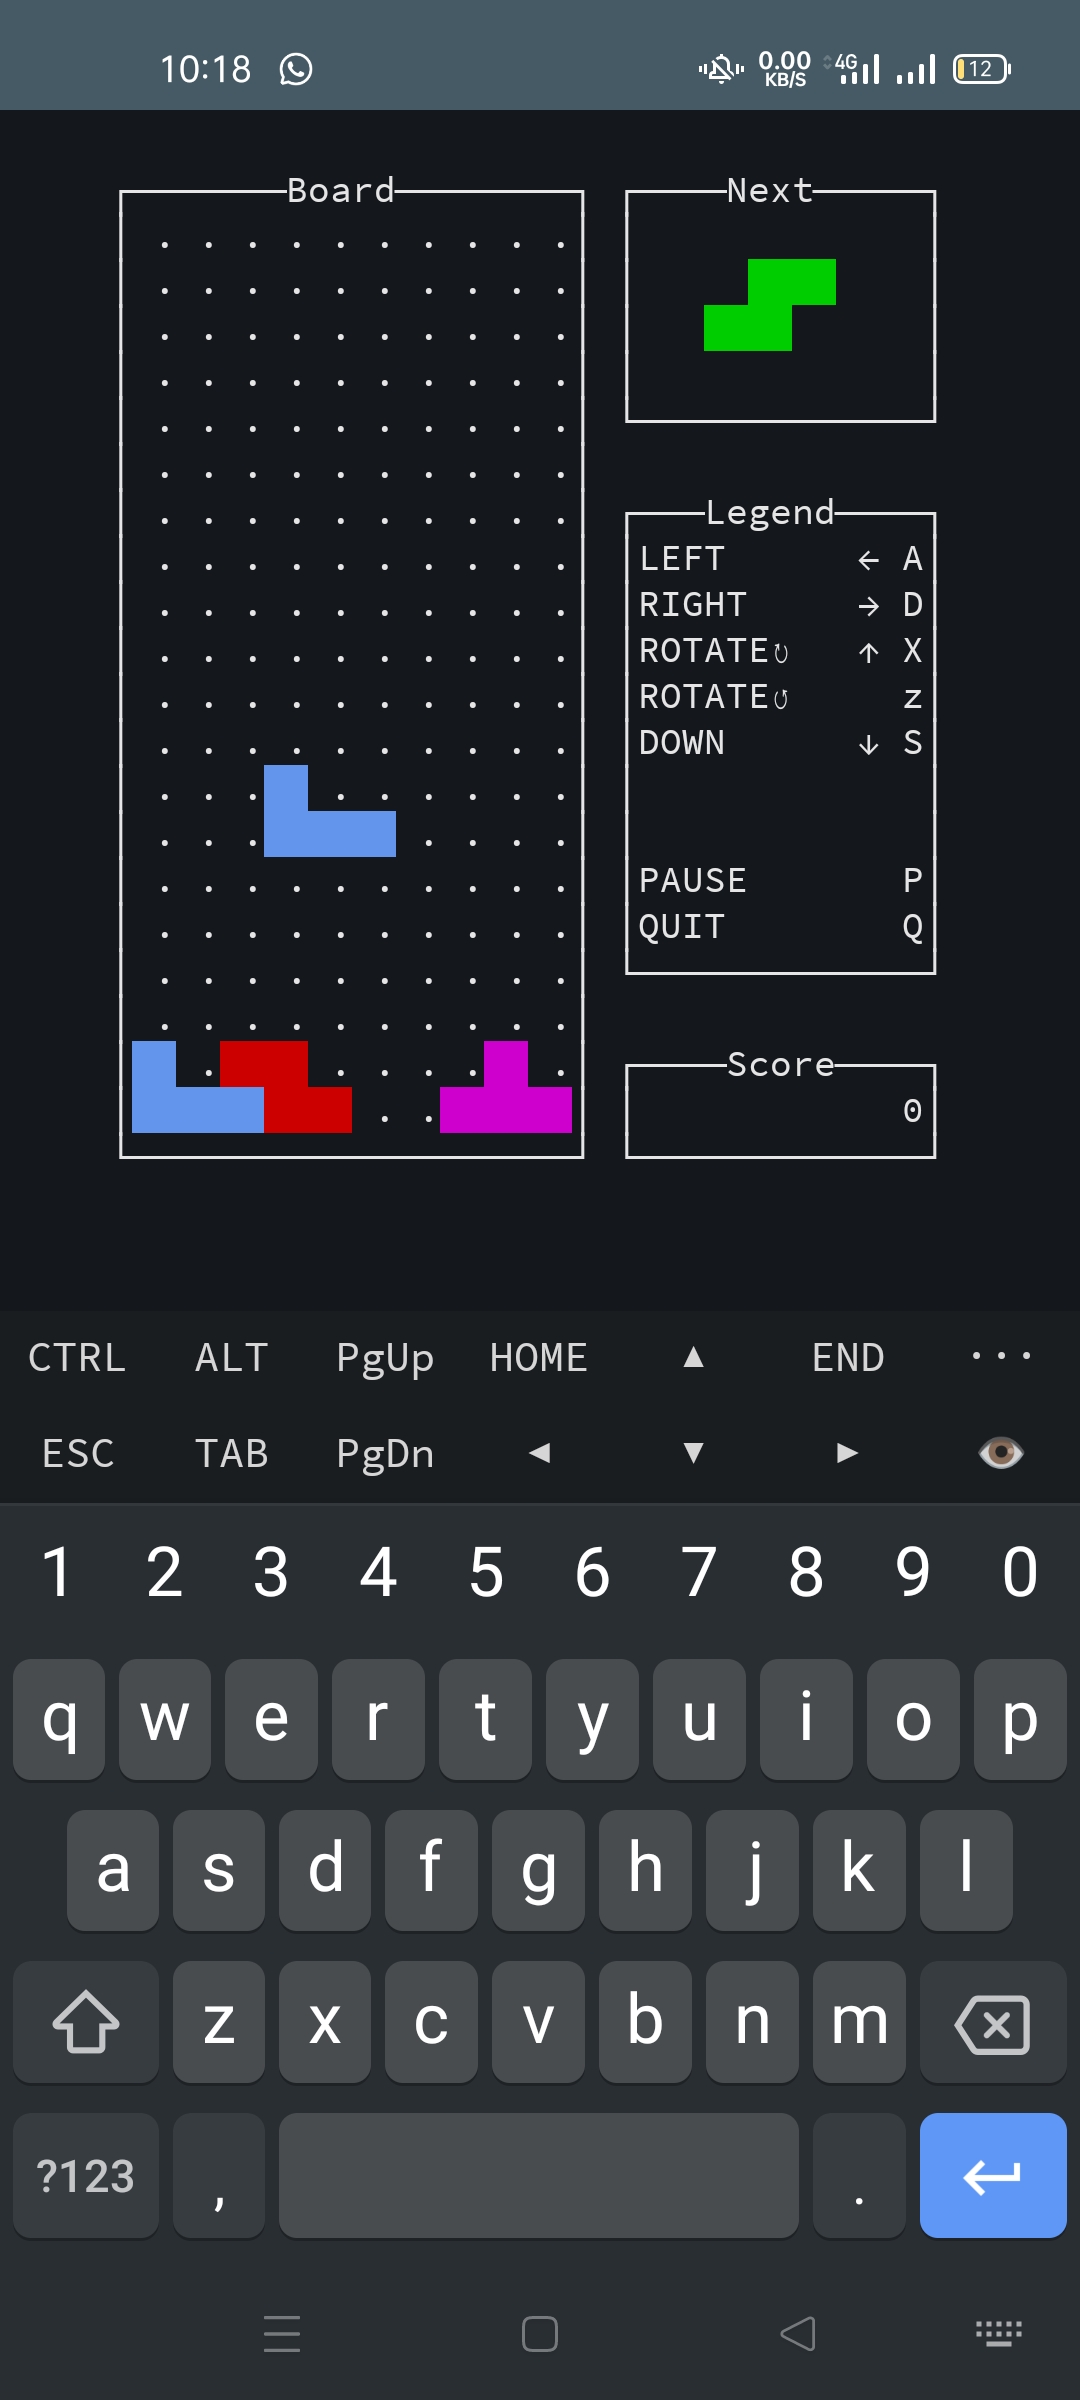 10:18 0.00 KB/S 4G 12
Board
Next
Legend
LEFT ← A
RIGHT → D
ROTATE↻ ↑ X
ROTATE↺ z
DOWN ↓ S
PAUSE P
QUIT Q
Score
0
CTRL ALT PgUp HOME ▲ END ···
ESC TAB PgDn ◄ ▼ ►
1 2 3 4 5 6 7 8 9 0
q w e r t y u i o p
a s d f g h j k l
z x c v b n m
?123 , .